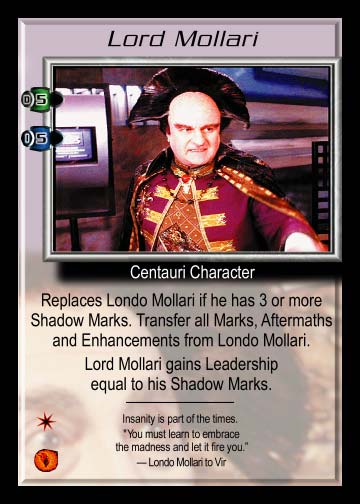 Lord Mollari
D 5
I 5
Centauri Character
Replaces Londo Mollari if he has 3 or more
Shadow Marks. Transfer all Marks, Aftermaths
and Enhancements from Londo Mollari.
Lord Mollari gains Leadership
equal to his Shadow Marks.
Insanity is part of the times.
"You must learn to embrace
the madness and let it fire you."
— Londo Mollari to Vir